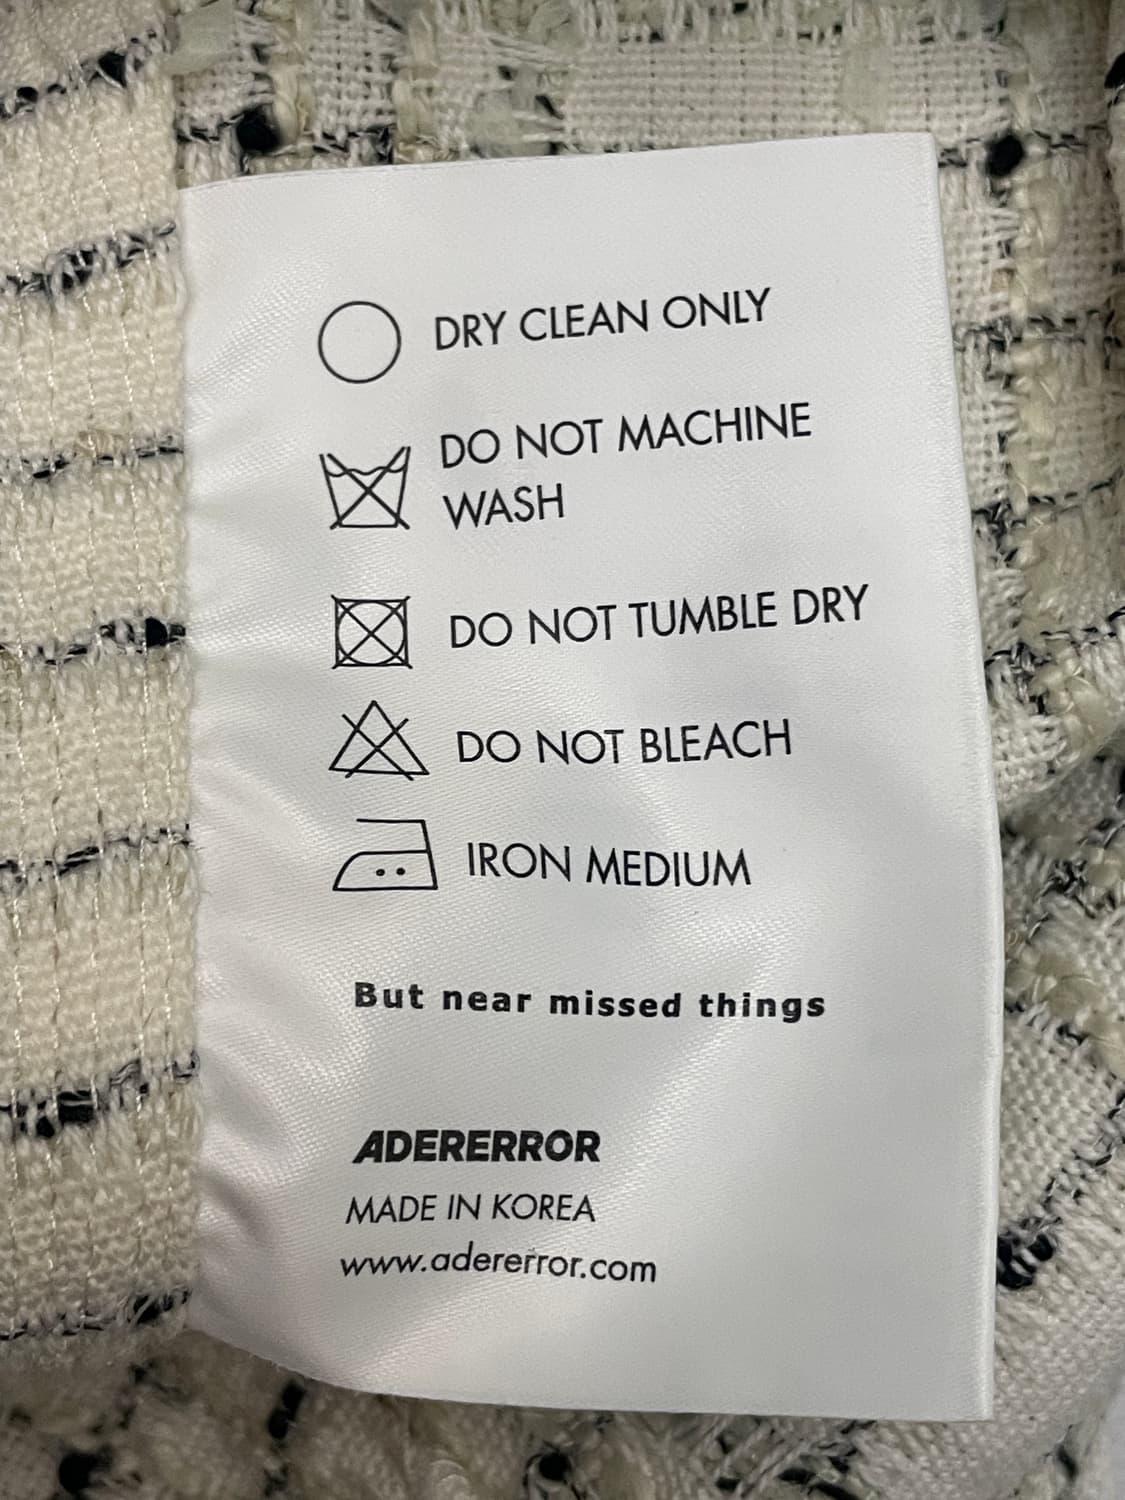 DRY CLEAN ONLY
DO NOT MACHINE
WASH
DO NOT TUMBLE DRY
DO NOT BLEACH
IRON MEDIUM
But near missed things
ADERERROR
MADE IN KOREA
www.adererror.com